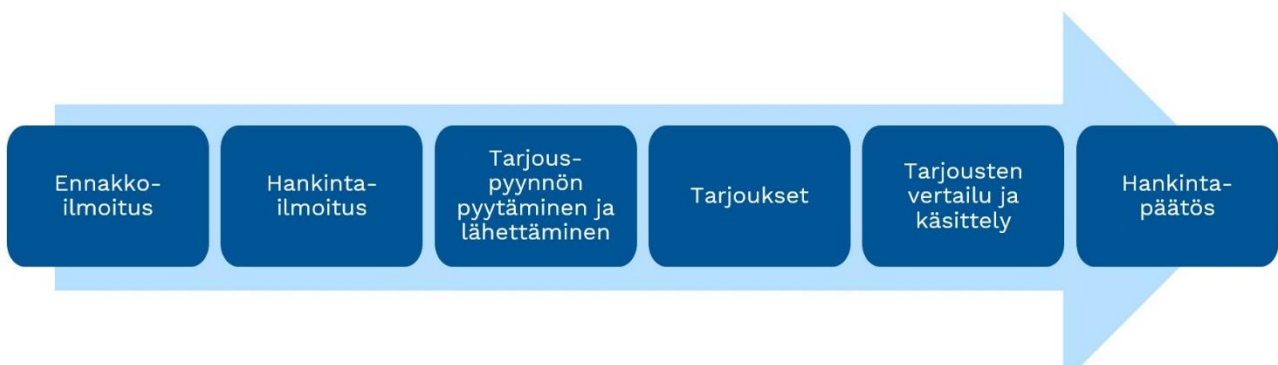 Ennakko-
ilmoitus
Hankinta-
ilmoitus
Tarjous-
pyynnön
pyytäminen ja
lähettäminen
Tarjoukset
Tarjousten
vertailu ja
käsittely
Hankinta-
päätös